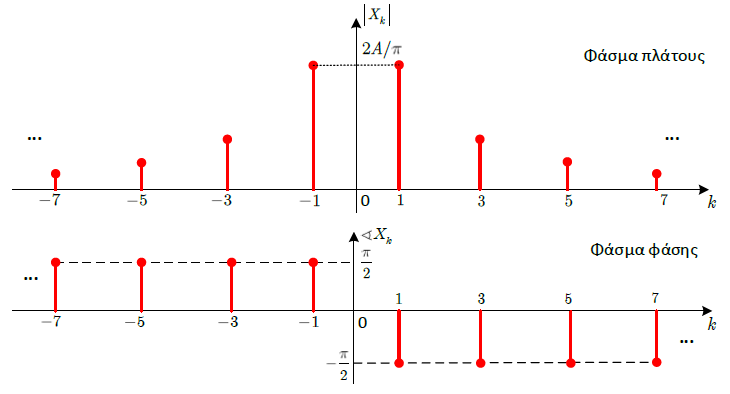 |X_k|
2A/π
Φάσμα πλάτους
... ...
−7 −5 −3 −1 0 1 3 5 7 k
∢X_k
Φάσμα φάσης
π/2
...
1 3 5 7
−7 −5 −3 −1 0 k
...
−π/2